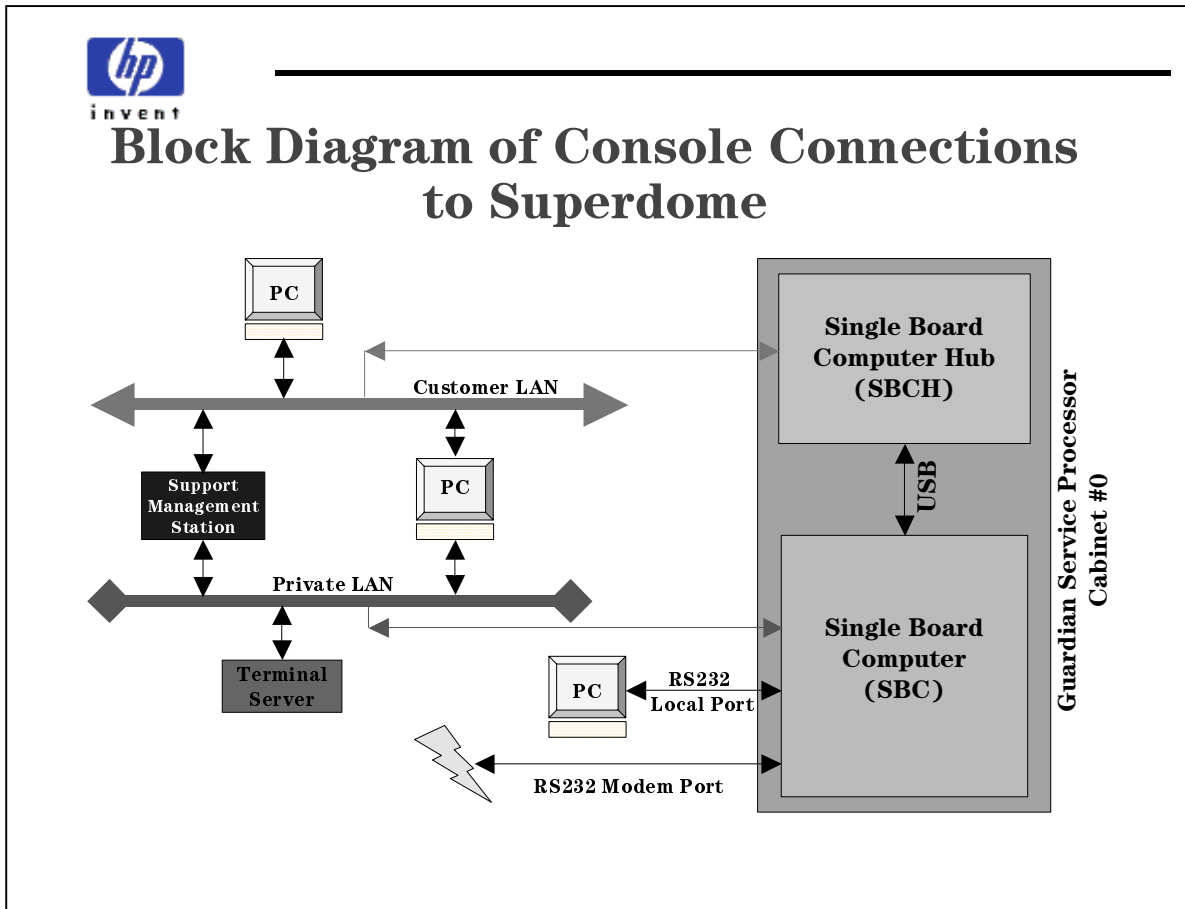 hp
invent
Block Diagram of Console Connections
to Superdome
PC
Customer LAN
Support
Management
Station
PC
Private LAN
Terminal
Server
PC
RS232
Local Port
RS232 Modem Port
Single Board
Computer Hub
(SBCH)
USB
Single Board
Computer
(SBC)
Guardian Service Processor
Cabinet #0